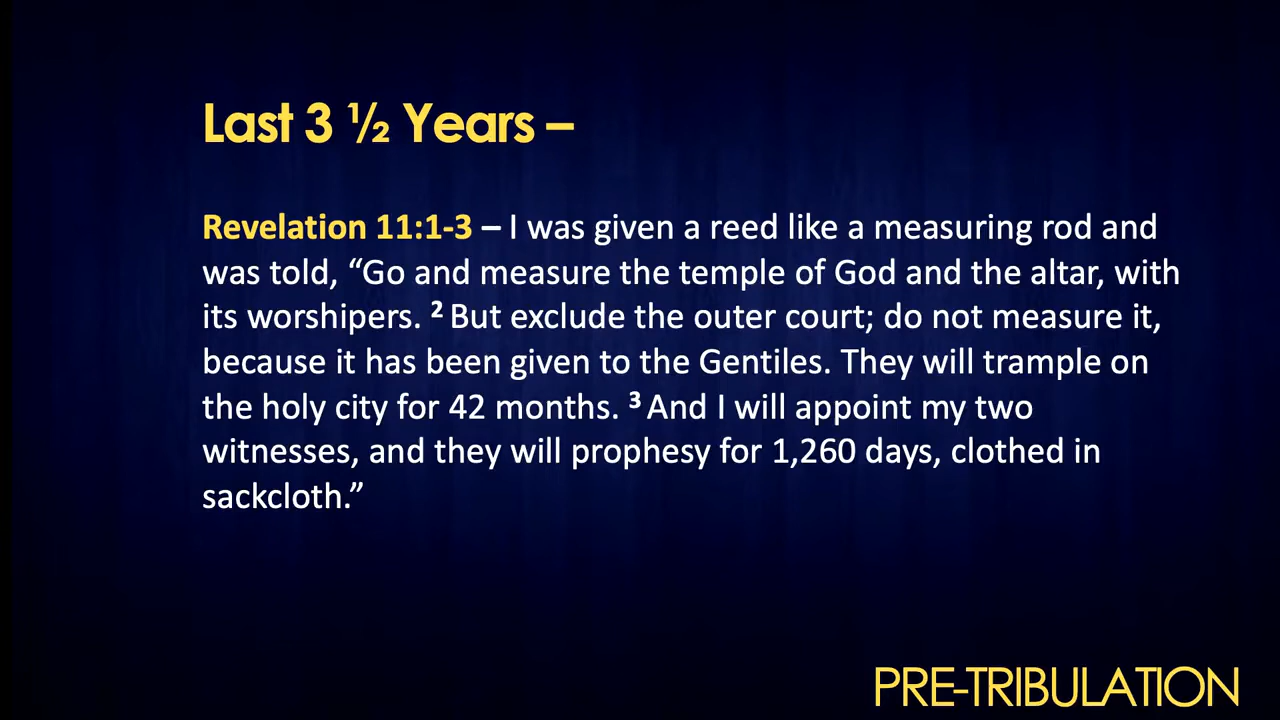 Last 3 ½ Years –
Revelation 11:1-3 – I was given a reed like a measuring rod and
was told, “Go and measure the temple of God and the altar, with
its worshipers. ² But exclude the outer court; do not measure it,
because it has been given to the Gentiles. They will trample on
the holy city for 42 months. ³ And I will appoint my two
witnesses, and they will prophesy for 1,260 days, clothed in
sackcloth.”
PRE-TRIBULATION